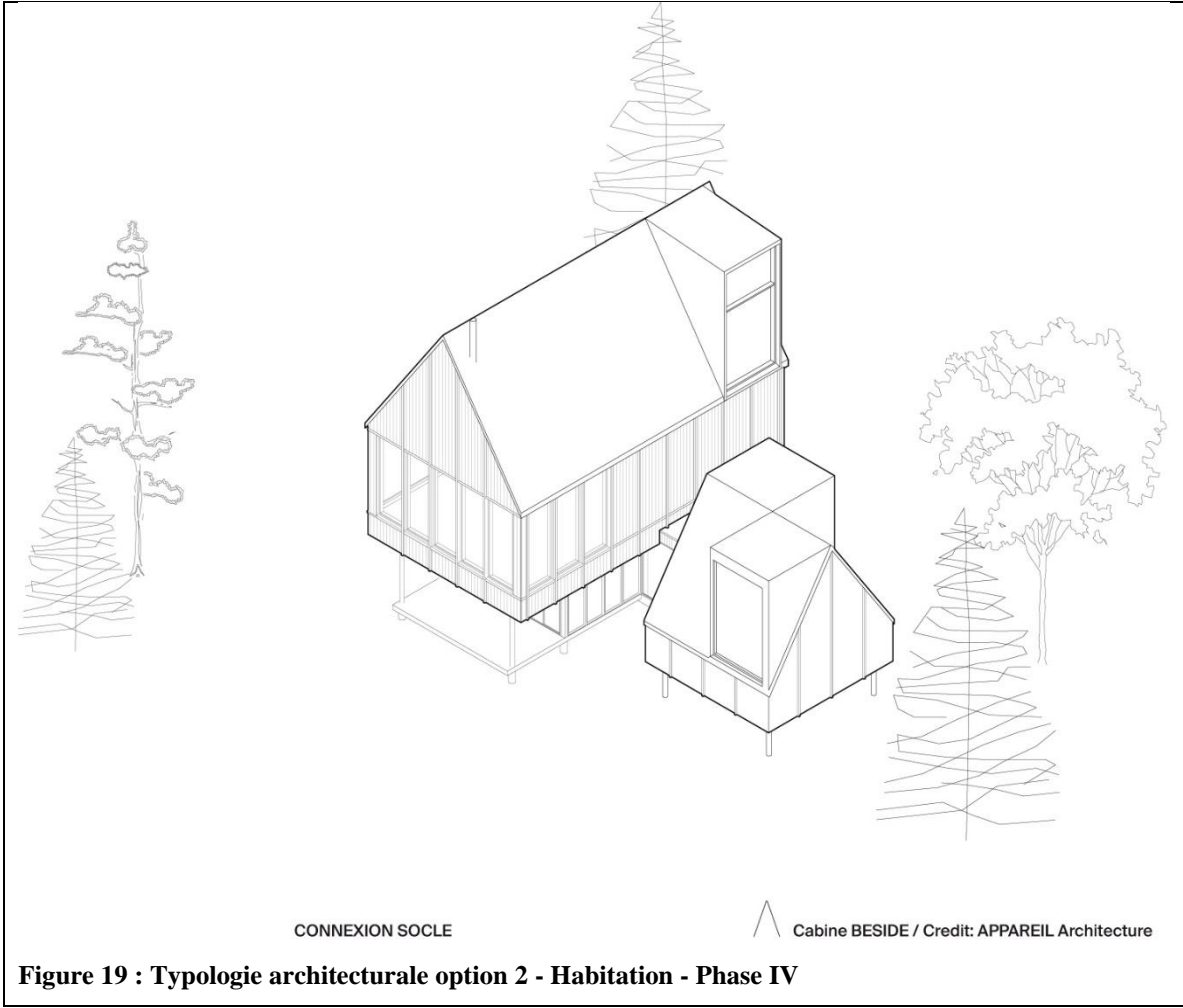 CONNEXION SOCLE
Cabine BESIDE / Credit: APPAREIL Architecture
Figure 19 : Typologie architecturale option 2 - Habitation - Phase IV